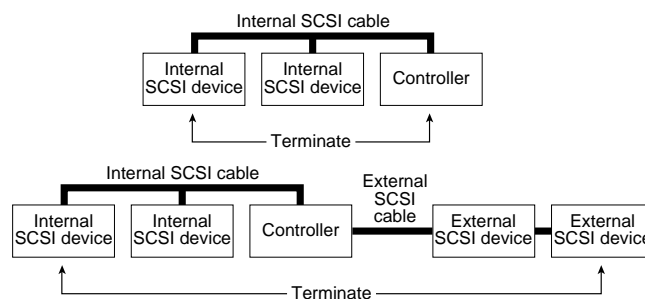 Internal SCSI cable
Internal
SCSI device
Internal
SCSI device
Controller
Terminate
Internal SCSI cable
External
SCSI
cable
Internal
SCSI device
Internal
SCSI device
Controller
External
SCSI device
External
SCSI device
Terminate